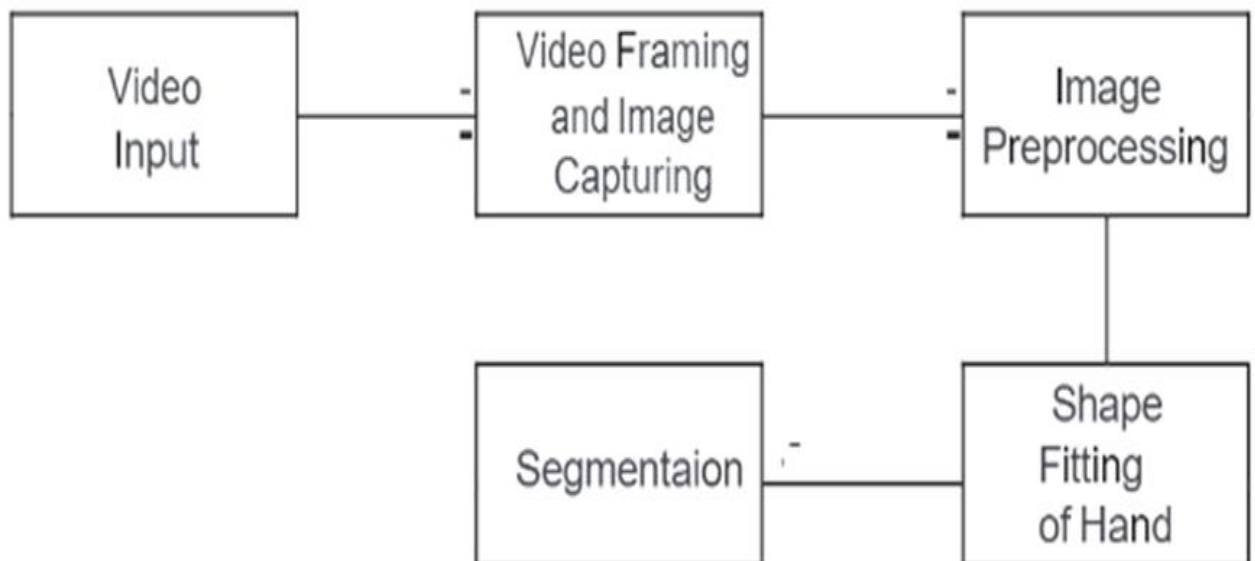 Video
Input
Video Framing
and Image
Capturing
Image
Preprocessing
Shape
Fitting
of Hand
Segmentaion